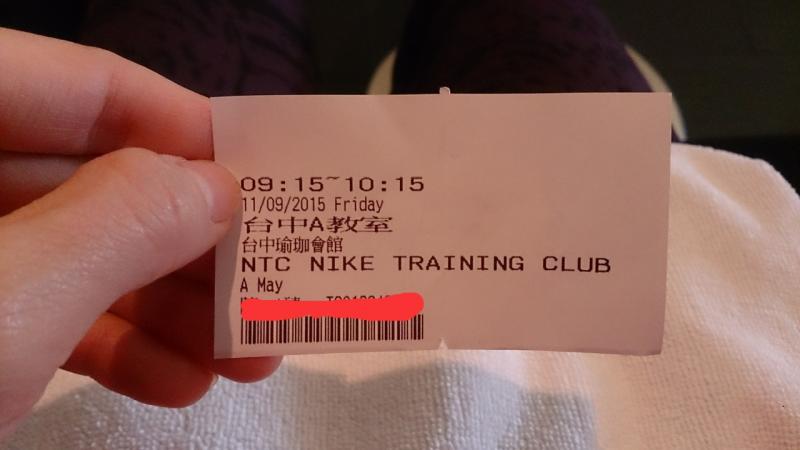 09:15~10:15
11/09/2015 Friday
台中A教室
台中瑜珈會館
NTC NIKE TRAINING CLUB
A May